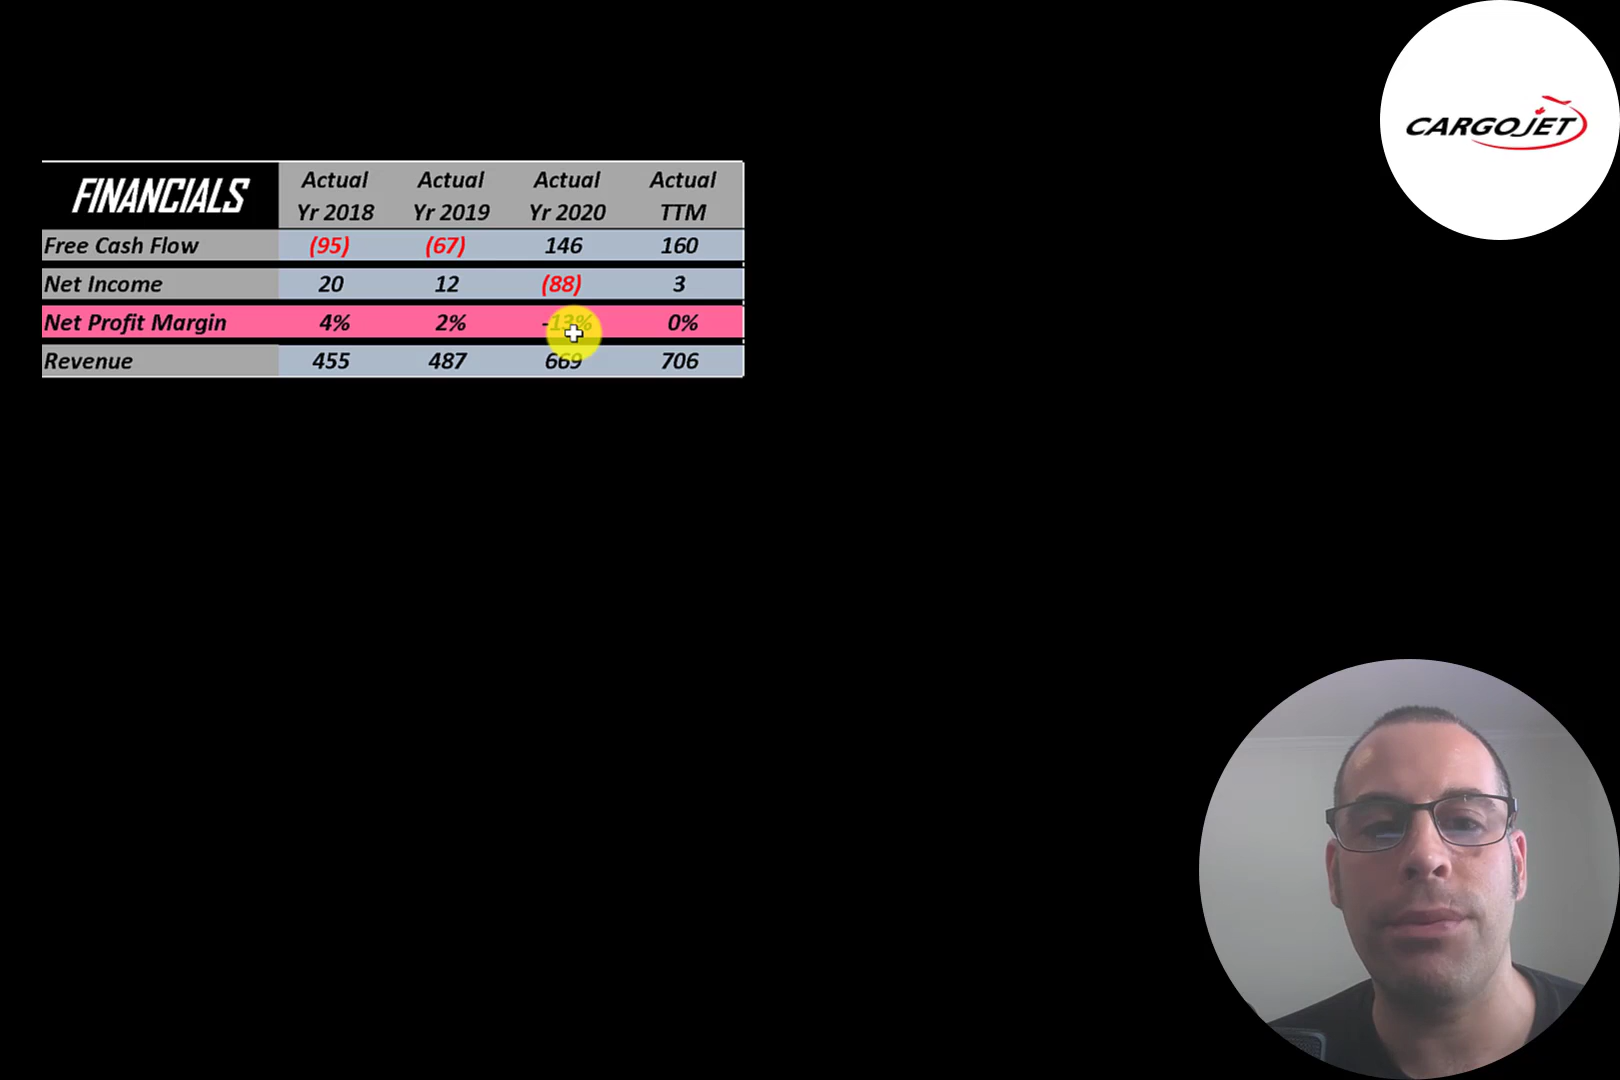 CARGOJET
FINANCIALS Actual Actual Actual Actual
Yr 2018 Yr 2019 Yr 2020 TTM
Free Cash Flow (95) (67) 146 160
Net Income 20 12 (88) 3
Net Profit Margin 4% 2% -13% 0%
Revenue 455 487 669 706